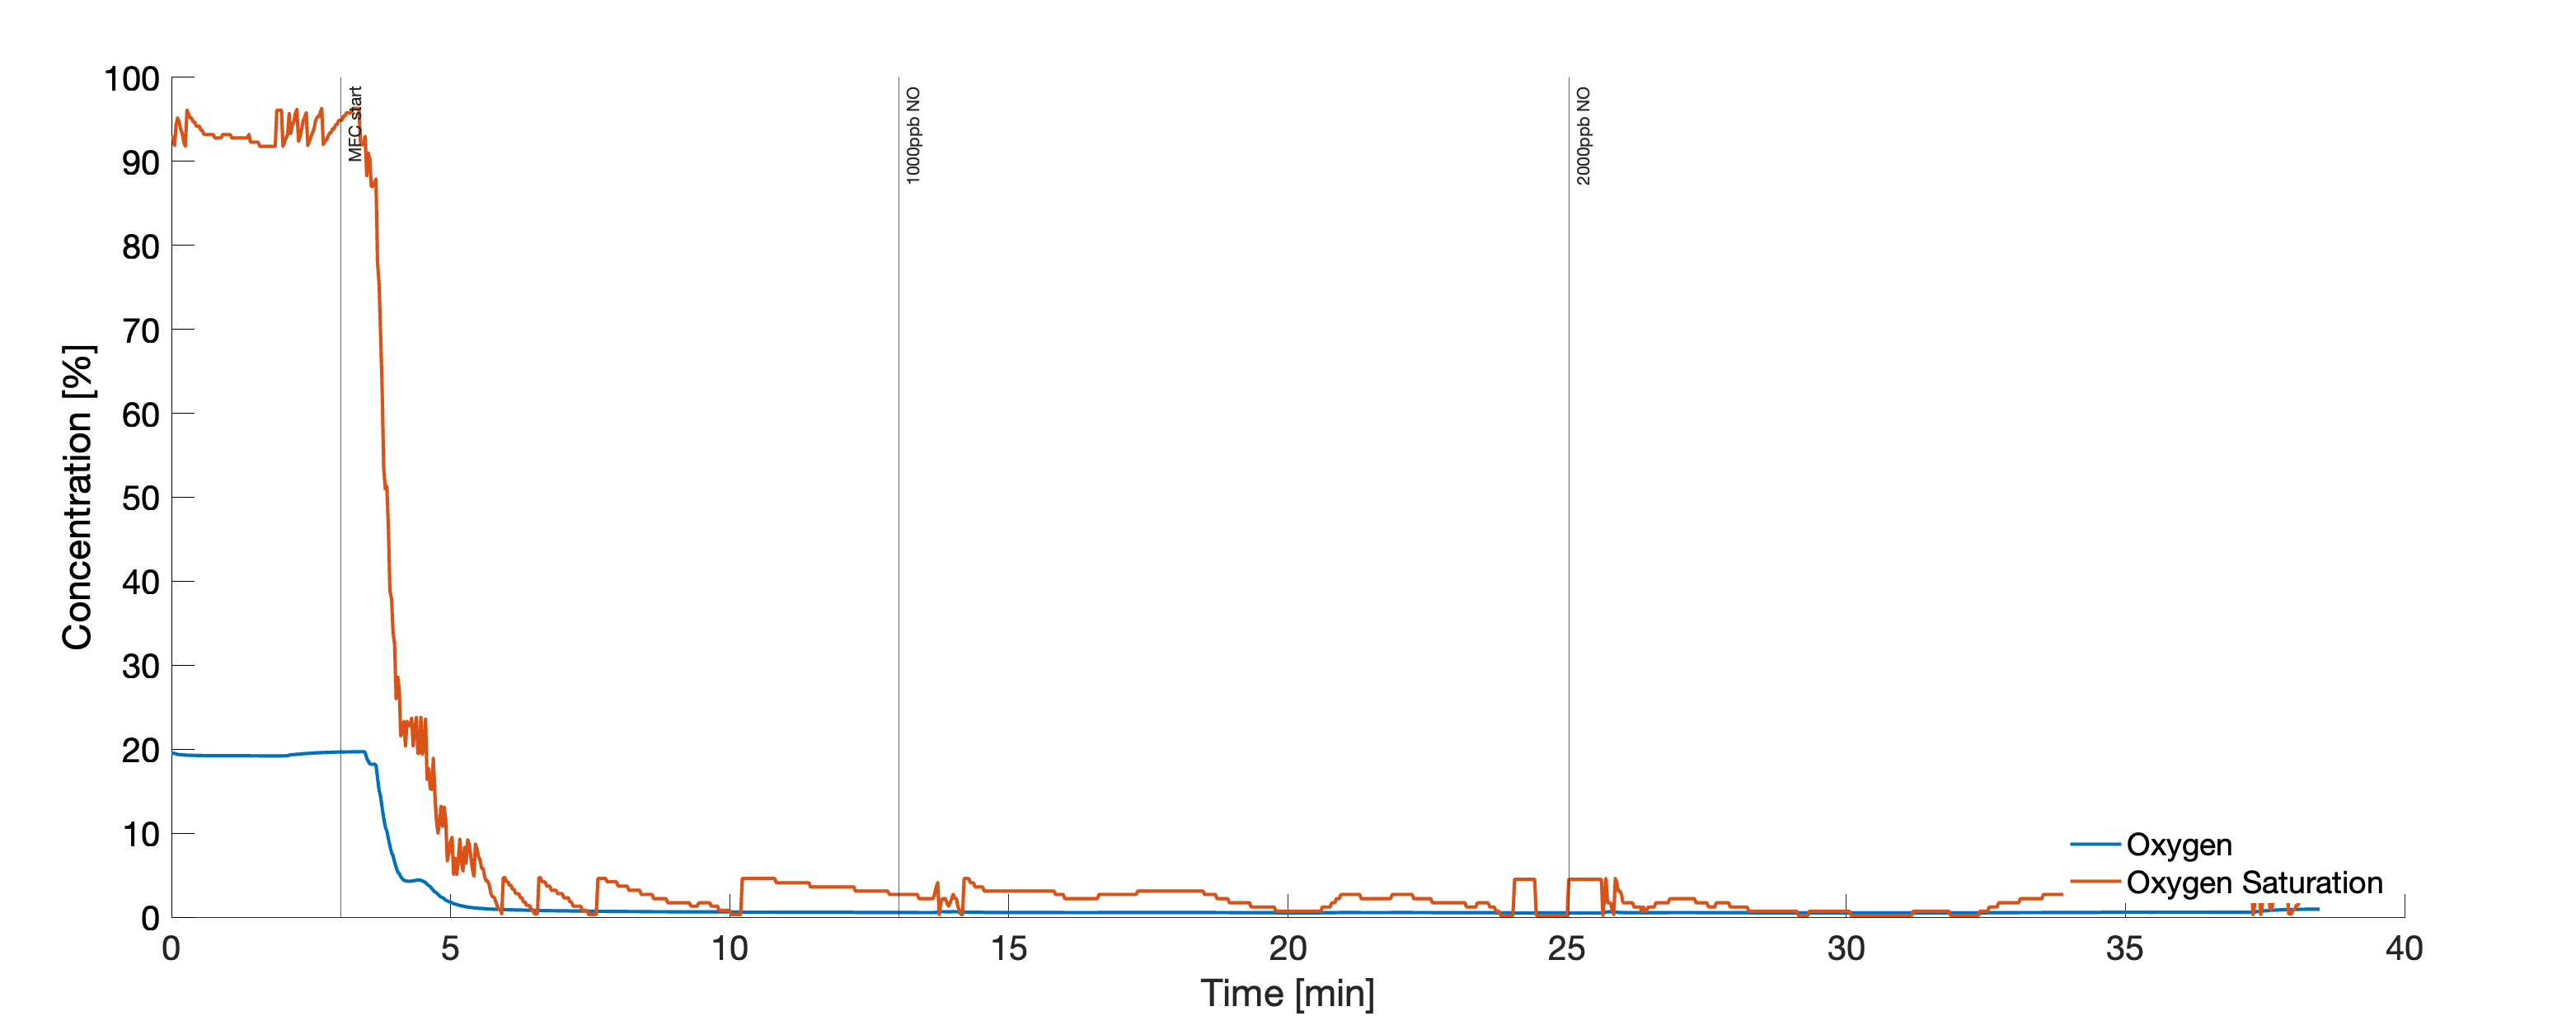 100
90
80
70
60
50
40
30
20
10
0
Concentration [%]
MFC start
1000ppb NO
2000ppb NO
Oxygen
Oxygen Saturation
0 5 10 15 20 25 30 35 40
Time [min]